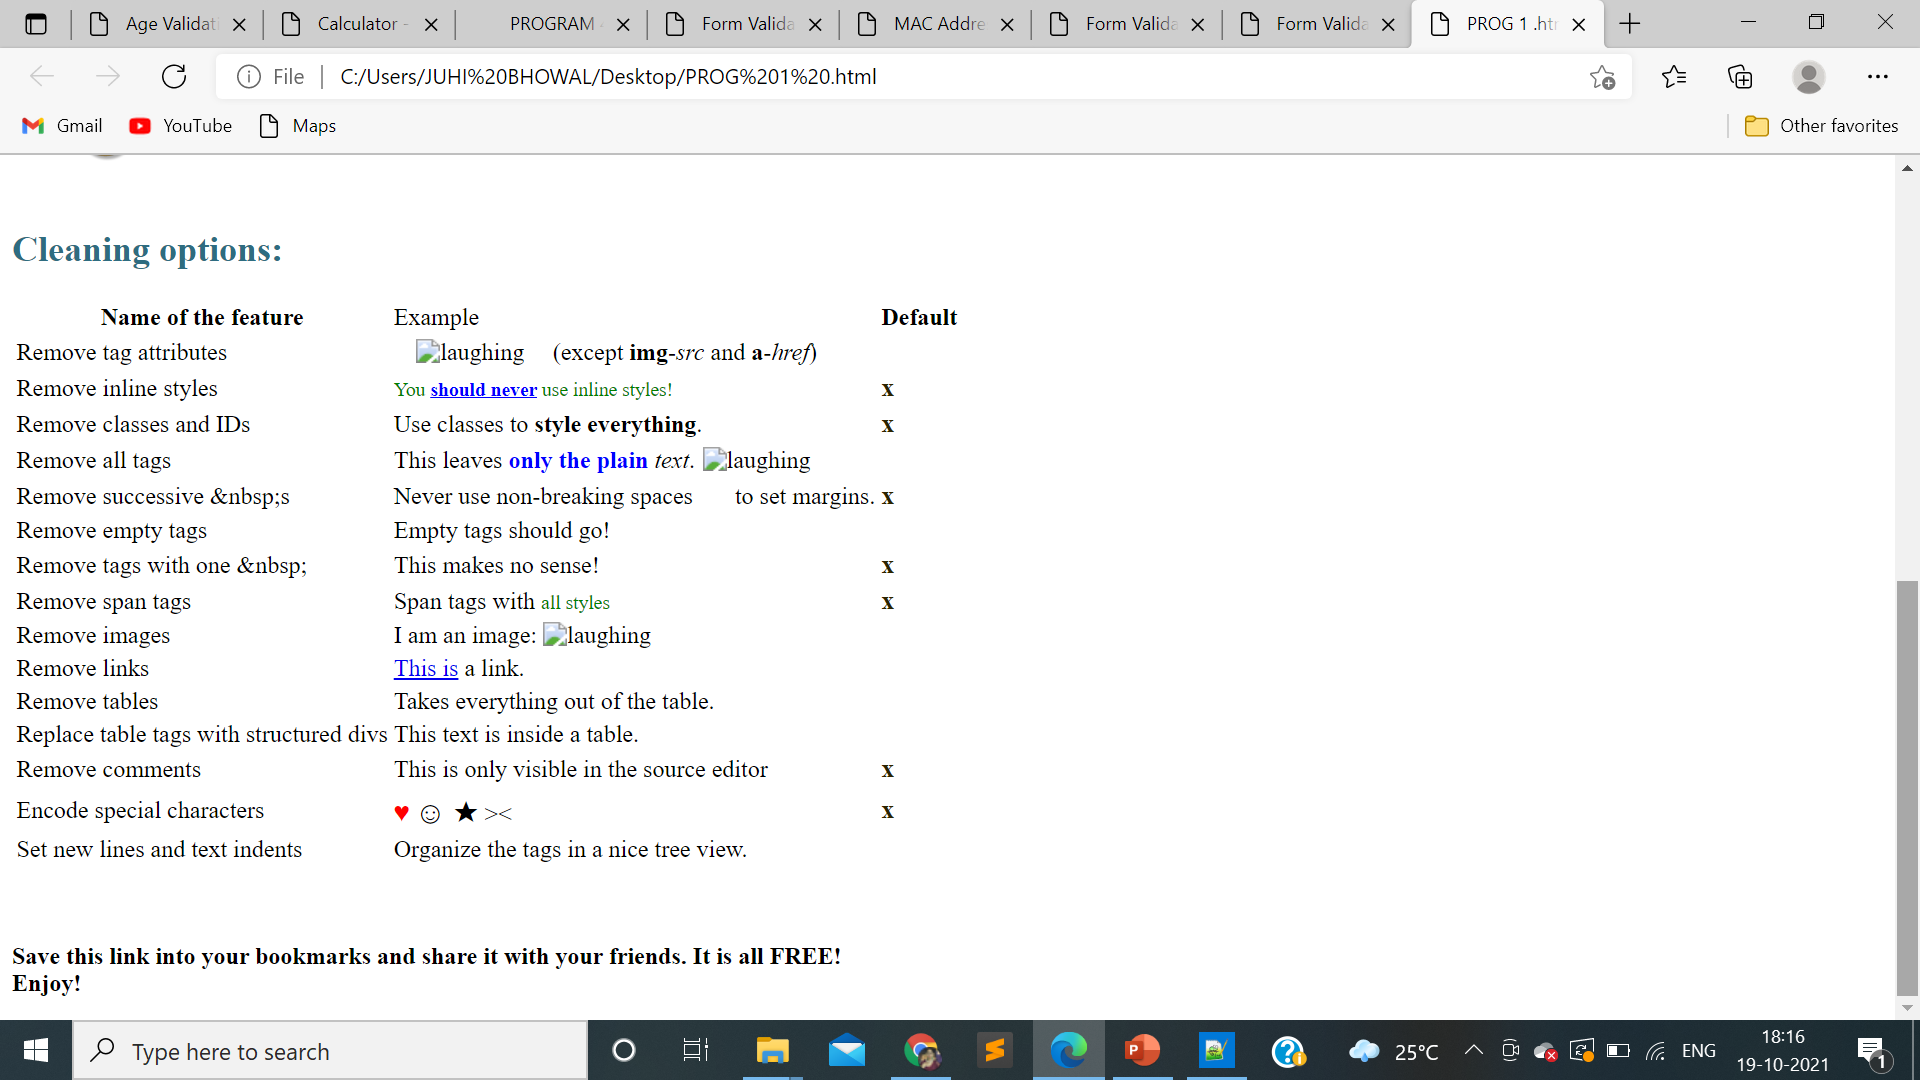 Age Validati
Calculator -
PROGRAM
Form Valida
MAC Addre
Form Valida
Form Valida
PROG 1 .htr
File
C:/Users/JUHI%20BHOWAL/Desktop/PROG%201%20.html
Gmail
YouTube
Maps
Other favorites
Cleaning options:
Name of the feature Example Default
Remove tag attributes laughing (except img-src and a-href)
Remove inline styles You should never use inline styles! x
Remove classes and IDs Use classes to style everything. x
Remove all tags This leaves only the plain text. laughing
Remove successive &nbsp;s Never use non-breaking spaces to set margins. x
Remove empty tags Empty tags should go!
Remove tags with one &nbsp; This makes no sense! x
Remove span tags Span tags with all styles x
Remove images I am an image: laughing
Remove links This is a link.
Remove tables Takes everything out of the table.
Replace table tags with structured divs This text is inside a table.
Remove comments This is only visible in the source editor x
Encode special characters ♥ ☺ ★ >< x
Set new lines and text indents Organize the tags in a nice tree view.
Save this link into your bookmarks and share it with your friends. It is all FREE!
Enjoy!
Type here to search
25°C
ENG
18:16
19-10-2021
1